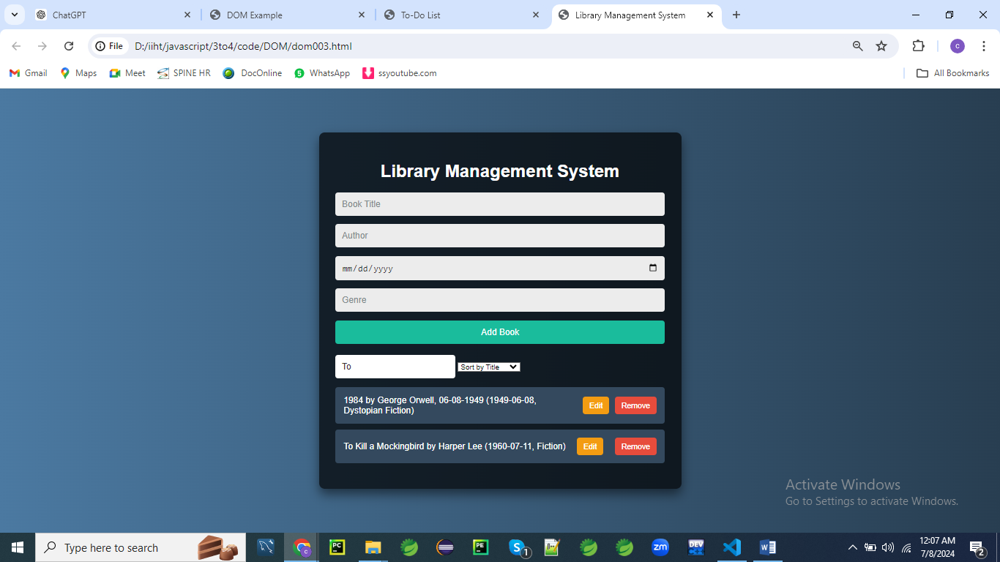 ChatGPT
DOM Example
To-Do List
Library Management System
File
D:/iiht/javascript/3to4/code/DOM/dom003.html
c
Gmail
Maps
Meet
SPINE HR
DocOnline
WhatsApp
ssyoutube.com
All Bookmarks
Library Management System
Book Title
Author
mm/dd/yyyy
Genre
Add Book
To
Sort by Title
1984 by George Orwell, 06-08-1949 (1949-06-08,
Dystopian Fiction)
Edit
Remove
To Kill a Mockingbird by Harper Lee (1960-07-11, Fiction)
Edit
Remove
Activate Windows
Go to Settings to activate Windows.
Type here to search
c
PC
PE
S
1
zm
DEV
W
12:07 AM
7/8/2024
2